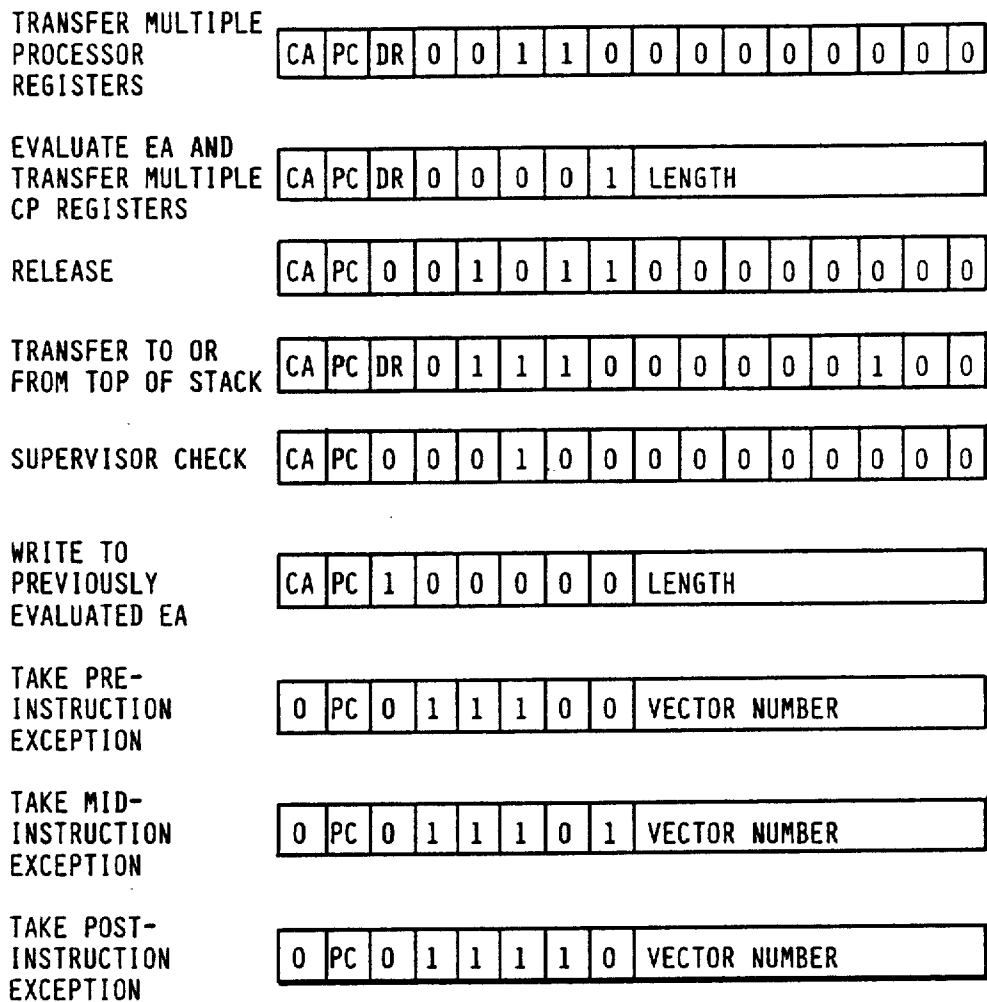 TRANSFER MULTIPLE
PROCESSOR
REGISTERS
CA PC DR 0 0 1 1 0 0 0 0 0 0 0 0 0
EVALUATE EA AND
TRANSFER MULTIPLE
CP REGISTERS
CA PC DR 0 0 0 0 1 LENGTH
RELEASE
CA PC 0 0 1 0 1 1 0 0 0 0 0 0 0 0
TRANSFER TO OR
FROM TOP OF STACK
CA PC DR 0 1 1 1 0 0 0 0 0 0 1 0 0
SUPERVISOR CHECK
CA PC 0 0 0 1 0 0 0 0 0 0 0 0 0 0
WRITE TO
PREVIOUSLY
EVALUATED EA
CA PC 1 0 0 0 0 0 LENGTH
TAKE PRE-
INSTRUCTION
EXCEPTION
0 PC 0 1 1 1 0 0 VECTOR NUMBER
TAKE MID-
INSTRUCTION
EXCEPTION
0 PC 0 1 1 1 0 1 VECTOR NUMBER
TAKE POST-
INSTRUCTION
EXCEPTION
0 PC 0 1 1 1 1 0 VECTOR NUMBER